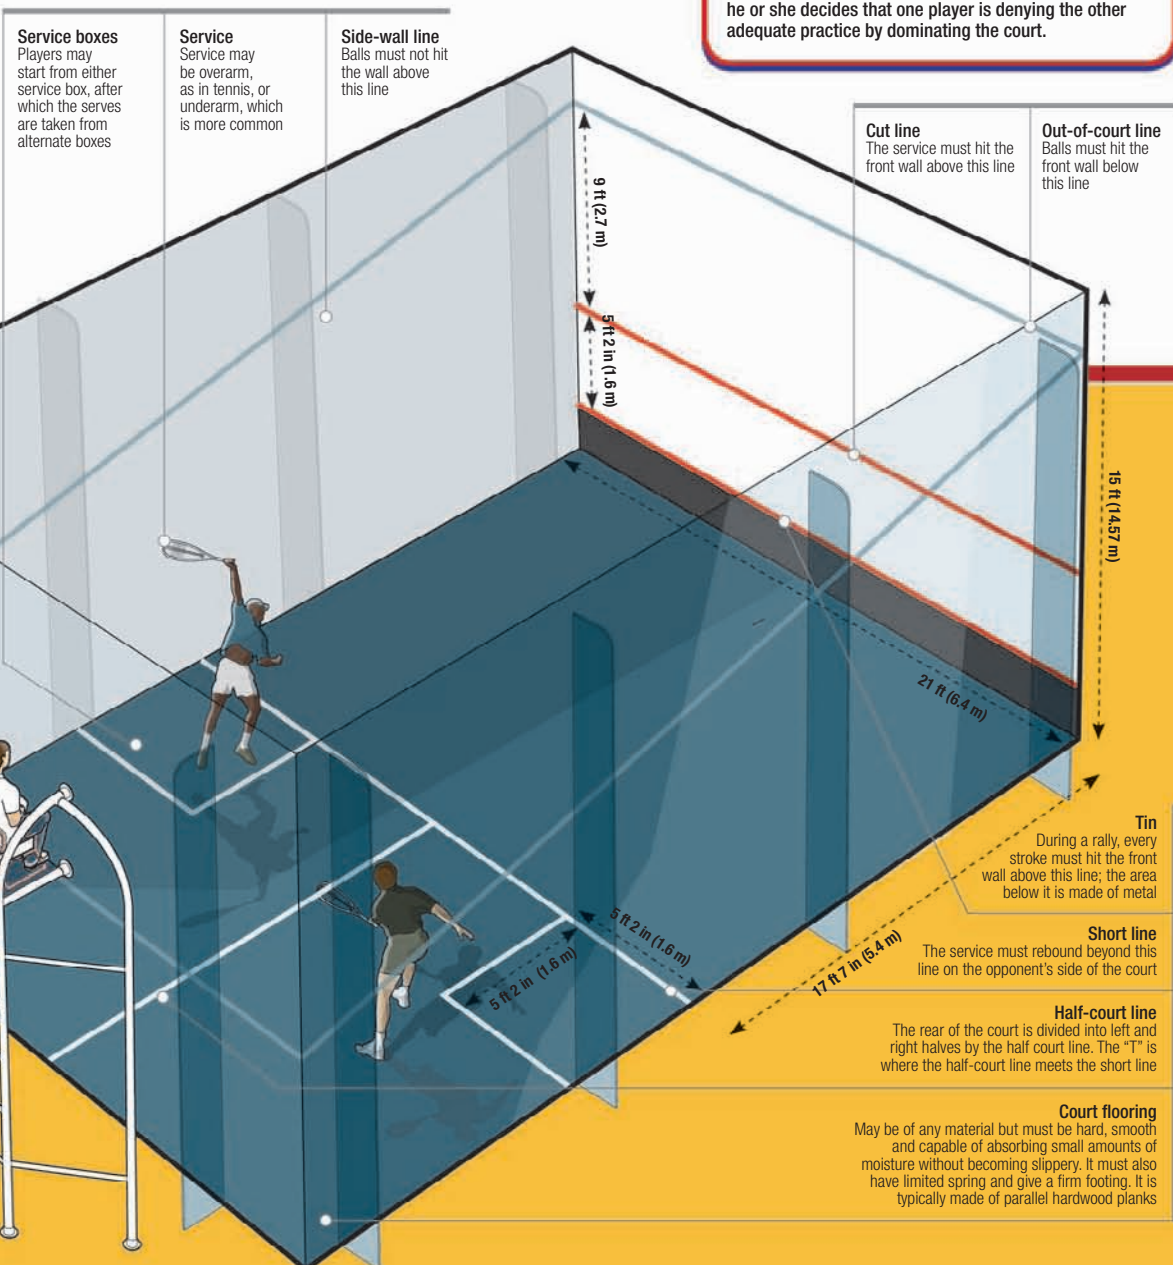 he or she decides that one player is denying the other
adequate practice by dominating the court.
Service boxes
Players may
start from either
service box, after
which the serves
are taken from
alternate boxes
Service
Service may
be overarm,
as in tennis, or
underarm, which
is more common
Side-wall line
Balls must not hit
the wall above
this line
Cut line
The service must hit the
front wall above this line
Out-of-court line
Balls must hit the
front wall below
this line
9 ft (2.7 m)
5 ft 2 in (1.6 m)
15 ft (14.57 m)
21 ft (6.4 m)
5 ft 2 in (1.6 m)
5 ft 2 in (1.6 m)
17 ft 7 in (5.4 m)
Tin
During a rally, every
stroke must hit the front
wall above this line; the area
below it is made of metal
Short line
The service must rebound beyond this
line on the opponent's side of the court
Half-court line
The rear of the court is divided into left and
right halves by the half court line. The “T” is
where the half-court line meets the short line
Court flooring
May be of any material but must be hard, smooth
and capable of absorbing small amounts of
moisture without becoming slippery. It must also
have limited spring and give a firm footing. It is
typically made of parallel hardwood planks